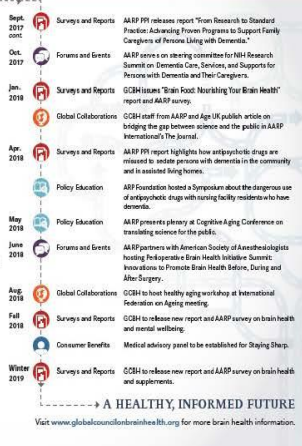 Sept. 2017 cont
Surveys and Reports
AARP PPI releases report "From Research to Standard
Practice: Advancing Proven Programs to Support Family
Caregivers of Persons Living with Dementia."
Oct. 2017
Forums and Events
AARP serves on steering committee for NIH Research
Summit on Dementia Care, Services, and Supports for
Persons with Dementia and Their Caregivers.
Jan. 2018
Surveys and Reports
GCBH issues "Brain Food: Nourishing Your Brain Health"
report and AARP survey.
Global Collaborations
GCBH staff from AARP and Age UK publish article on
bridging the gap between science and the public in AARP
International's The Journal.
Apr. 2018
Surveys and Reports
AARP PPI report highlights how antipsychotic drugs are
misused to sedate persons with dementia in the community
and in assisted living homes.
Policy Education
ARP Foundation hosted a Symposium about the dangerous use
of antipsychotic drugs with nursing facility residents who have
dementia.
May 2018
Policy Education
AARP presents plenary at Cognitive Aging Conference on
translating science for the public.
June 2018
Forums and Events
AARP partners with American Society of Anesthesiologists
hosting Perioperative Brain Health Initiative Summit:
Innovations to Promote Brain Health Before, During and
After Surgery.
Aug. 2018
Global Collaborations
GCBH to host healthy aging workshop at International
Federation on Ageing meeting.
Fall 2018
Surveys and Reports
GCBH to release new report and AARP survey on brain health
and mental wellbeing.
Consumer Benefits
Medical advisory panel to be established for Staying Sharp.
Winter 2019
Surveys and Reports
GCBH to release new report and AARP survey on brain health
and supplements.
A HEALTHY, INFORMED FUTURE
Visit www.globalcouncilonbrainhealth.org for more brain health information.